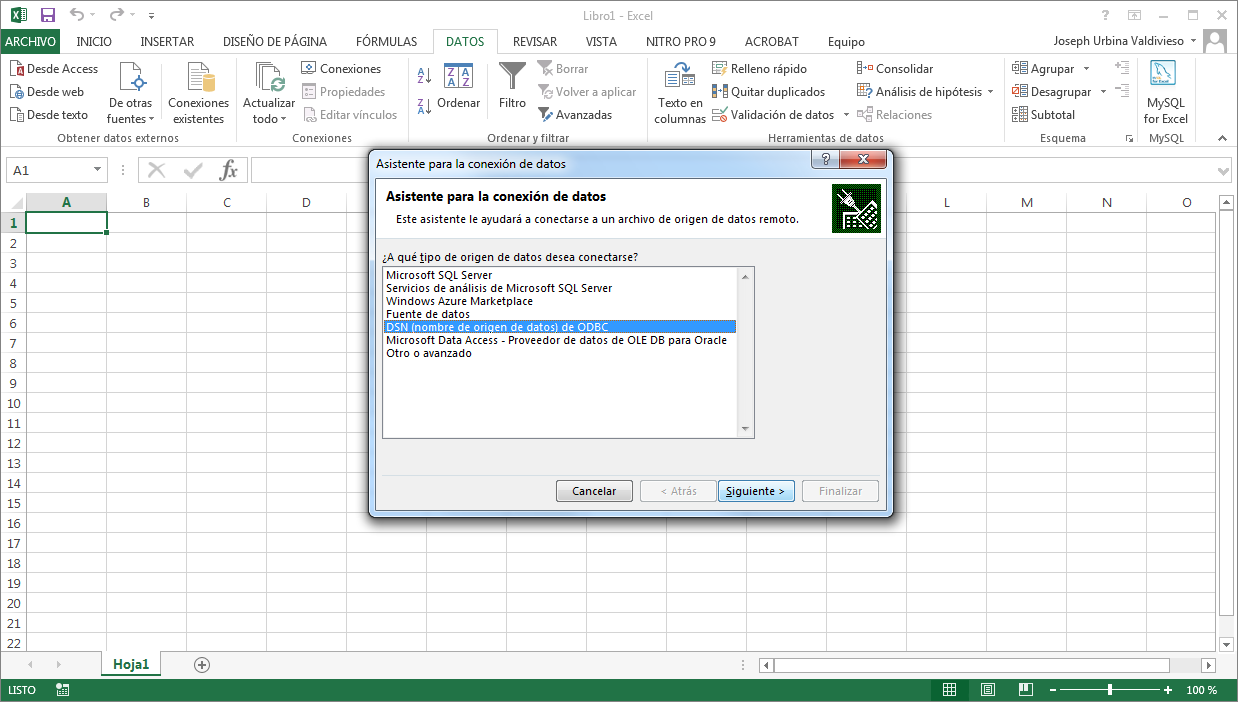 Libro1 - Excel
ARCHIVO INICIO INSERTAR DISEÑO DE PÁGINA FÓRMULAS DATOS REVISAR VISTA NITRO PRO 9 ACROBAT Equipo Joseph Urbina Valdivieso
Desde Access
Desde web
Desde texto
De otras
fuentes
Conexiones
existentes
Obtener datos externos
Actualizar
todo
Conexiones
Propiedades
Editar vínculos
Conexiones
Ordenar
Filtro
Borrar
Volver a aplicar
Avanzadas
Ordenar y filtrar
Texto en
columnas
Relleno rápido
Quitar duplicados
Validación de datos
Consolidar
Análisis de hipótesis
Relaciones
Herramientas de datos
Agrupar
Desagrupar
Subtotal
Esquema
MySQL
for Excel
MySQL
A1
fx
A B C D L M N O
1
2
3
4
5
6
7
8
9
10
11
12
13
14
15
16
17
18
19
20
21
22
Asistente para la conexión de datos
Asistente para la conexión de datos
Este asistente le ayudará a conectarse a un archivo de origen de datos remoto.
¿A qué tipo de origen de datos desea conectarse?
Microsoft SQL Server
Servicios de análisis de Microsoft SQL Server
Windows Azure Marketplace
Fuente de datos
DSN (nombre de origen de datos) de ODBC
Microsoft Data Access - Proveedor de datos de OLE DB para Oracle
Otro o avanzado
Cancelar < Atrás Siguiente > Finalizar
Hoja1
LISTO 100 %